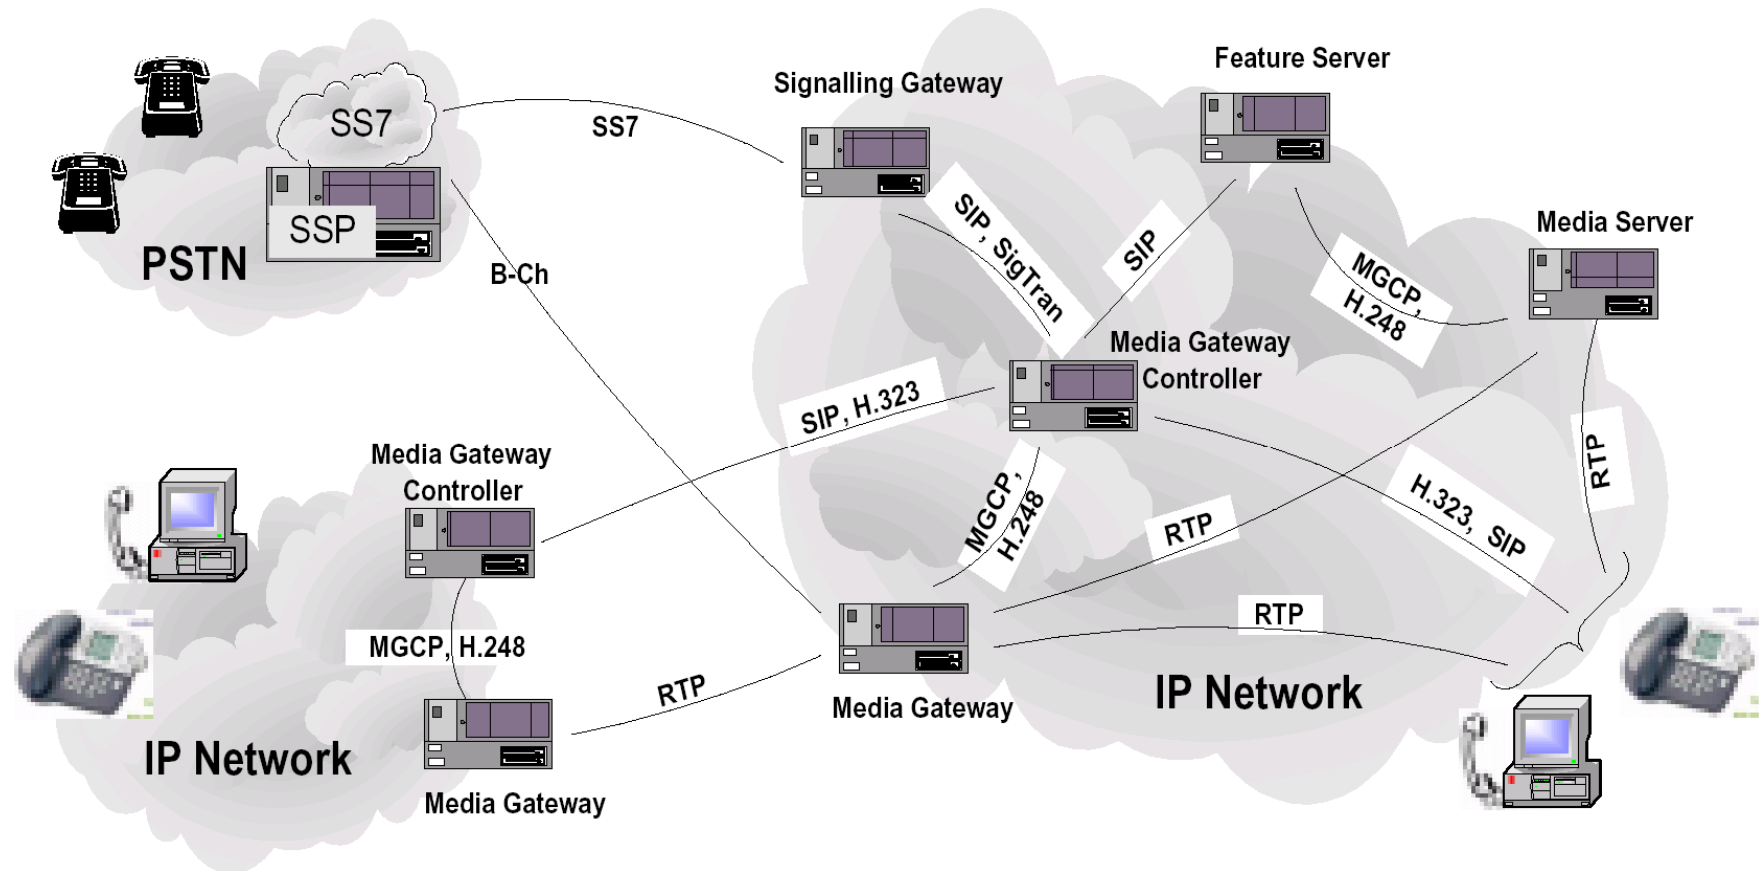 Feature Server
Signalling Gateway
SS7
SS7
SIP, SigTran
SIP
Media Server
SSP
PSTN
B-Ch
MGCP,
H.248
Media Gateway
Controller
SIP, H.323
Media Gateway
Controller
MGCP,
H.248
RTP
H.323, SIP
RTP
MGCP, H.248
RTP
RTP
IP Network
Media Gateway
IP Network
Media Gateway